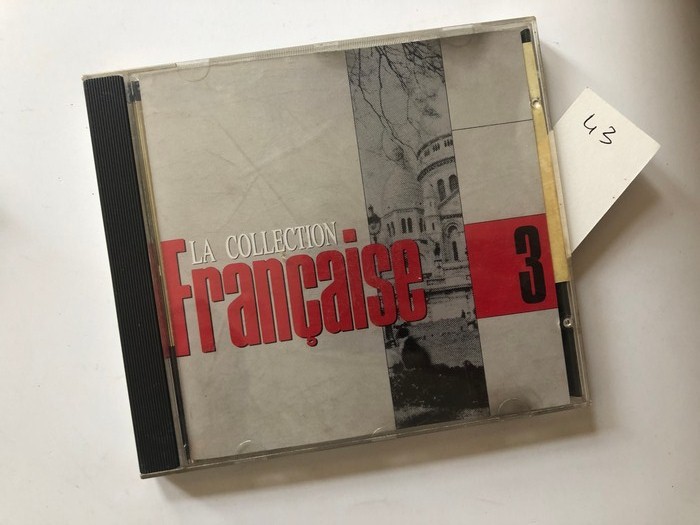 LA COLLECTION
Française
3
43